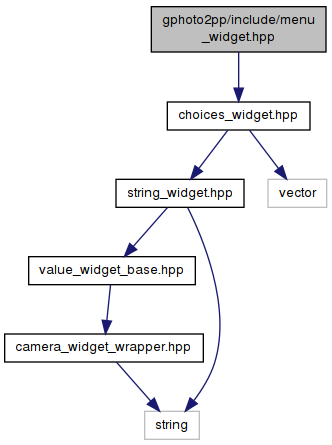 gphoto2pp/include/menu
_widget.hpp
choices_widget.hpp
string_widget.hpp
vector
value_widget_base.hpp
camera_widget_wrapper.hpp
string